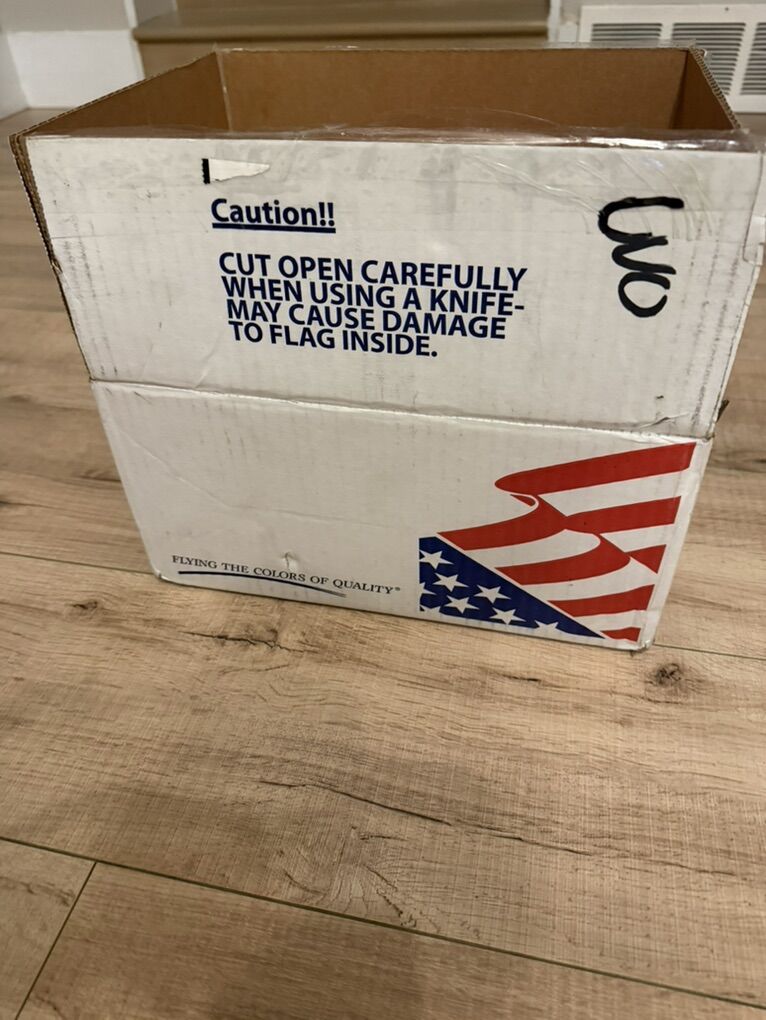 Caution!!
CUT OPEN CAREFULLY
WHEN USING A KNIFE-
MAY CAUSE DAMAGE
TO FLAG INSIDE.
FLYING THE COLORS OF QUALITY®